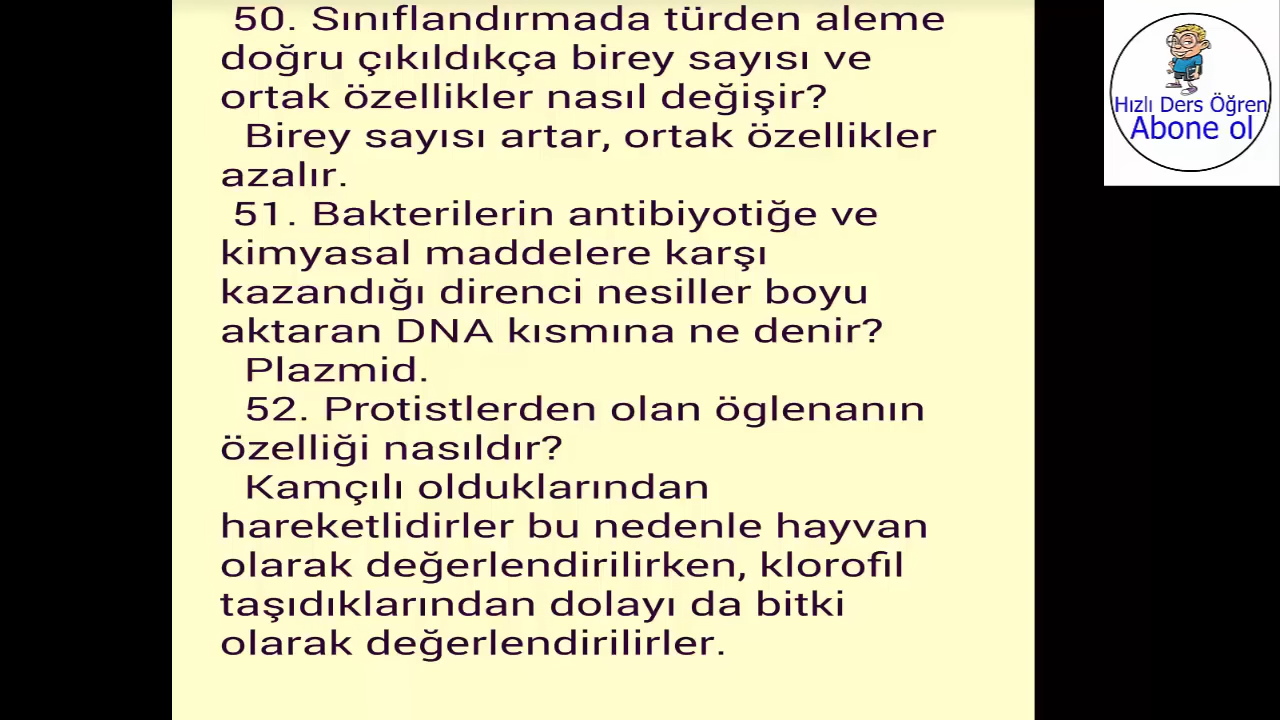 50. Sınıflandırmada türden aleme
doğru çıkıldıkça birey sayısı ve
ortak özellikler nasıl değişir?
Birey sayısı artar, ortak özellikler
azalır.
51. Bakterilerin antibiyotiğe ve
kimyasal maddelere karşı
kazandığı direnci nesiller boyu
aktaran DNA kısmına ne denir?
Plazmid.
52. Protistlerden olan öglenanın
özelliği nasıldır?
Kamçılı olduklarından
hareketlidirler bu nedenle hayvan
olarak değerlendirilirken, klorofil
taşıdıklarından dolayı da bitki
olarak değerlendirilirler.
Hızlı Ders Öğren
Abone ol